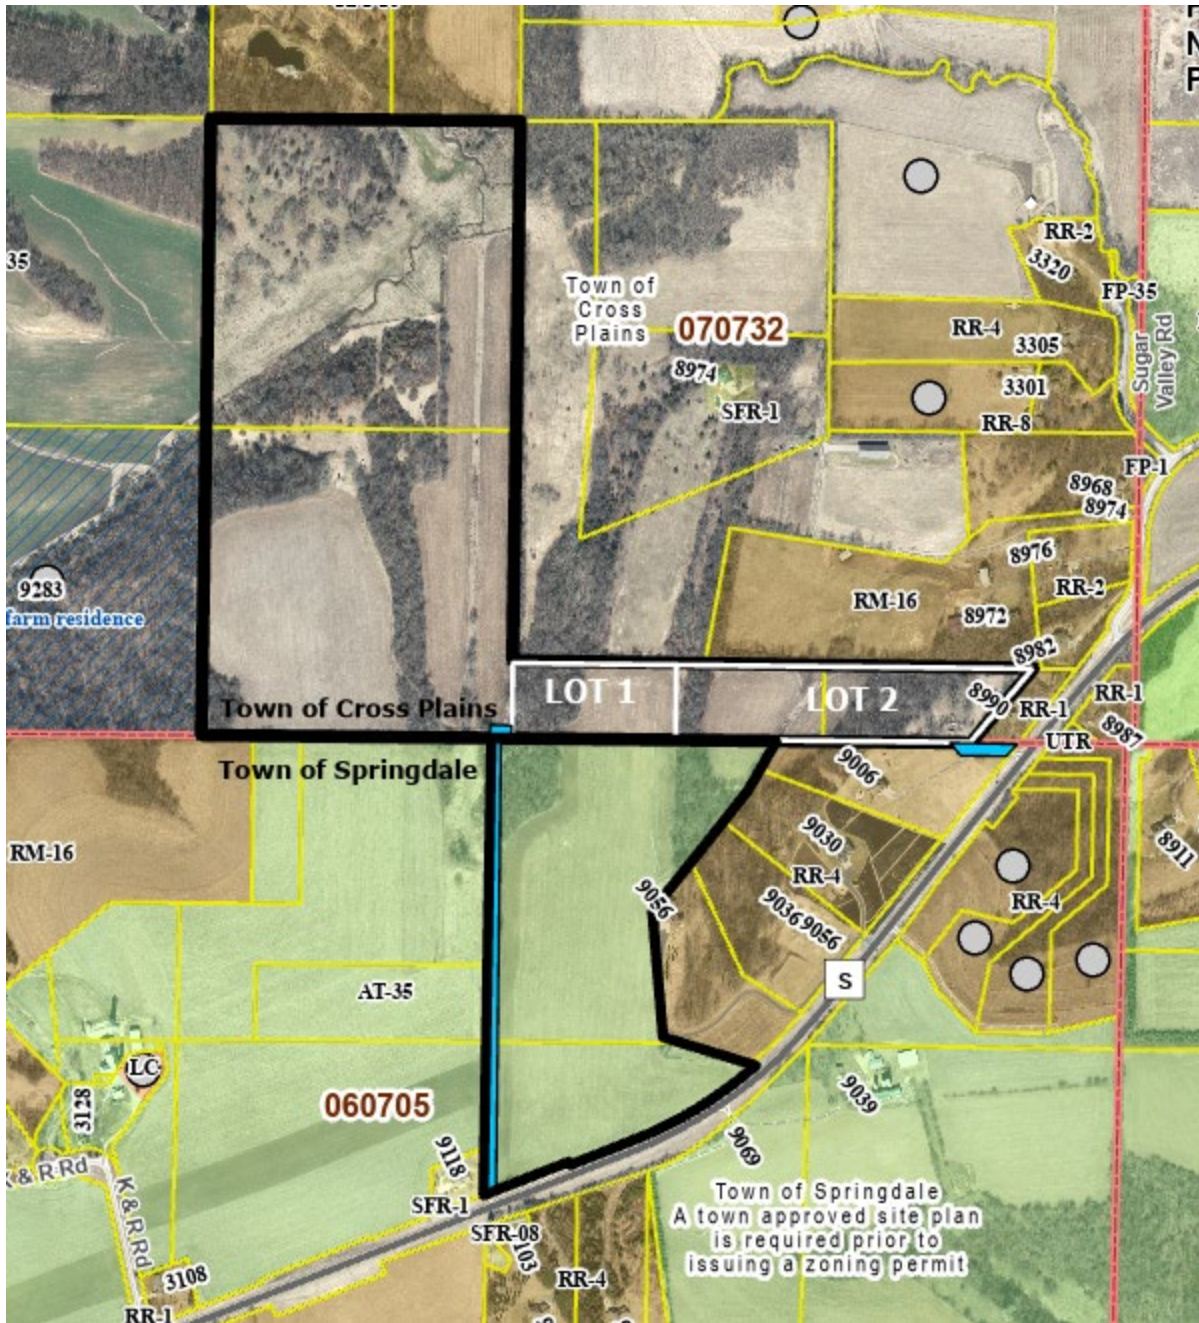 35
RR-2
3320
FP-35
Sugar
Valley Rd
Town of
Cross
Plains
070732
RR-4
3305
8974
SFR-1
3301
RR-8
FP-1
8968
8974
8976
9283
farm residence
RM-16
RR-2
8972
8982
LOT 1
LOT 2
8990
RR-1
RR-1
8987
Town of Cross Plains
UTR
Town of Springdale
9006
9030
RR-4
8911
RM-16
9056
9036
9056
RR-4
S
AT-35
LC
3128
060705
9039
9118
9069
K & R Rd
K & R Rd
SFR-1
SFR-08
Town of Springdale
A town approved site plan
is required prior to
issuing a zoning permit
3108
RR-4
RR-1